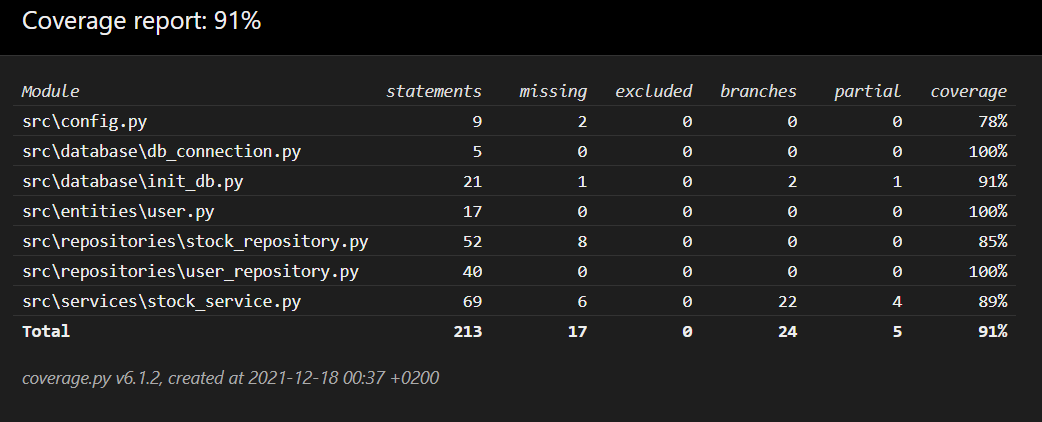 Coverage report: 91%
Module statements missing excluded branches partial coverage
src\config.py 9 2 0 0 0 78%
src\database\db_connection.py 5 0 0 0 0 100%
src\database\init_db.py 21 1 0 2 1 91%
src\entities\user.py 17 0 0 0 0 100%
src\repositories\stock_repository.py 52 8 0 0 0 85%
src\repositories\user_repository.py 40 0 0 0 0 100%
src\services\stock_service.py 69 6 0 22 4 89%
Total 213 17 0 24 5 91%
coverage.py v6.1.2, created at 2021-12-18 00:37 +0200